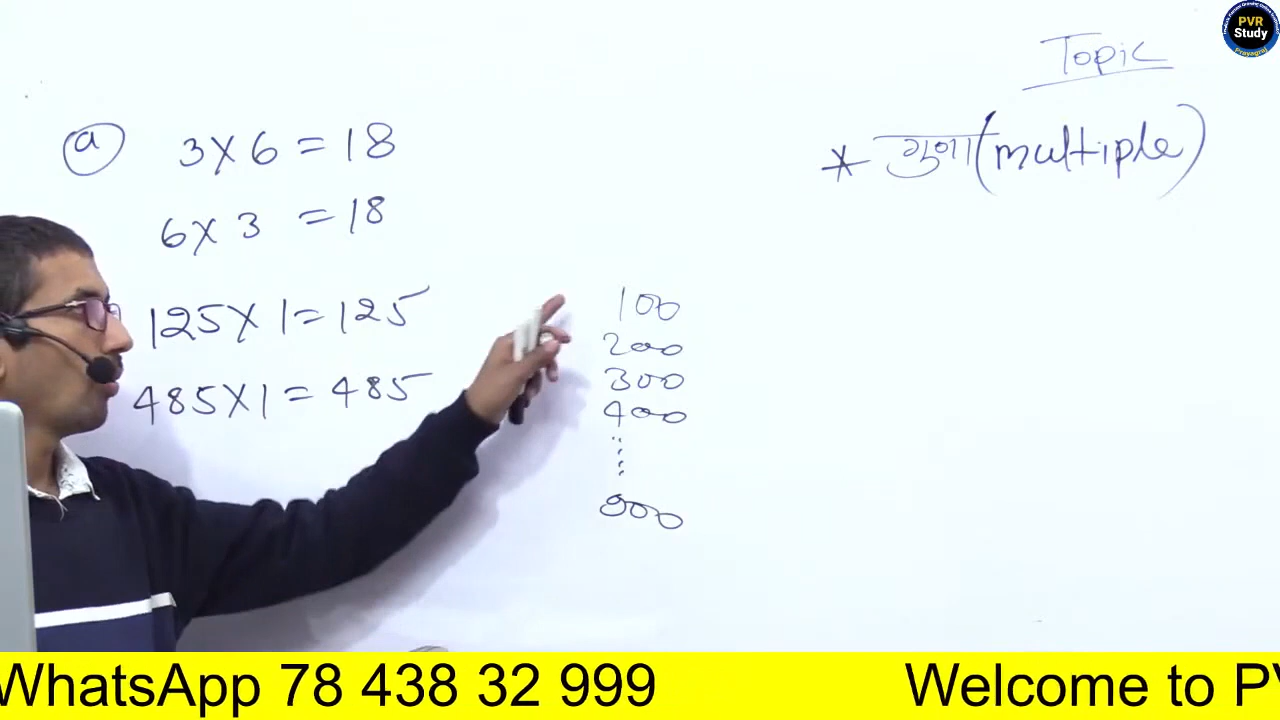 PVR
Study
Prayagraj
Topic
* गुणा (multiple)
a 3×6=18
6×3 =18
125×1=125
485×1=485
100
200
300
400
900
WhatsApp 78 438 32 999 Welcome to PV